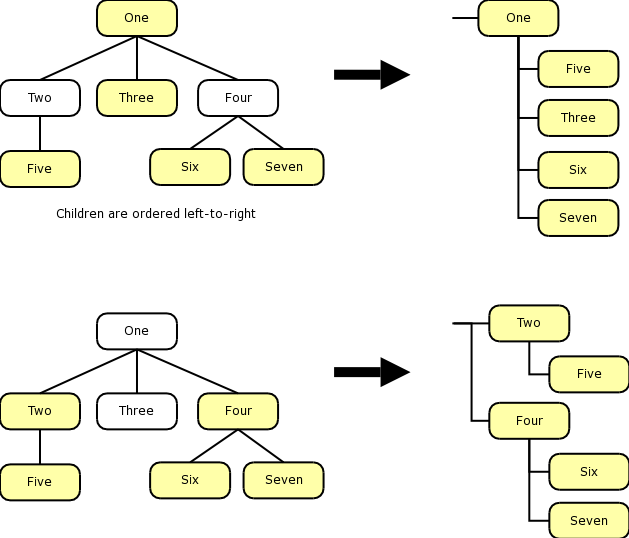 One
One
Five
Two
Three
Four
Three
Five
Six
Seven
Six
Children are ordered left-to-right
Seven
One
Two
Five
Two
Three
Four
Four
Five
Six
Seven
Six
Seven